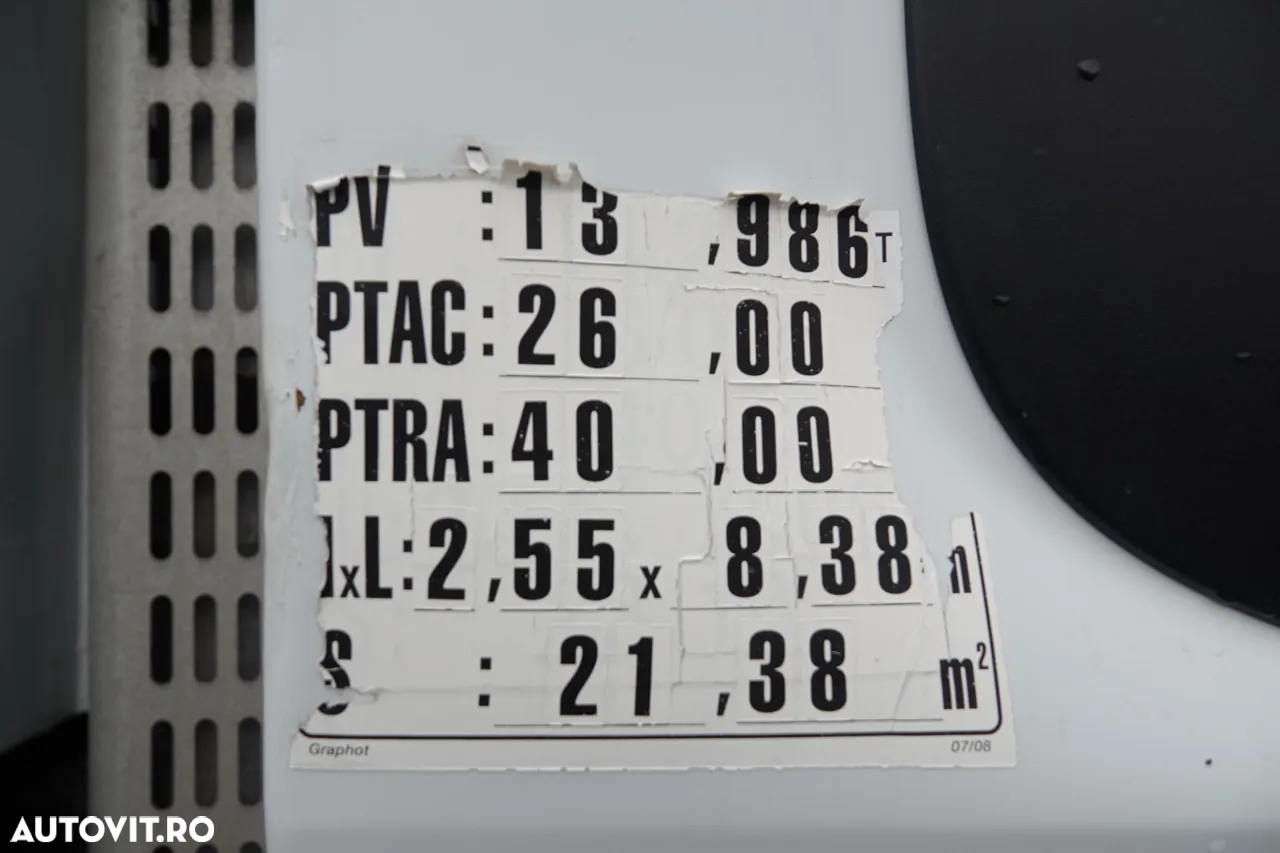 PV : 13 ,986 T
PTAC : 26 ,00
PTRA : 40 ,00
lxL : 2 ,55 x 8 ,38 m
S : 21 ,38 m²
Graphot 07/08
AUTOVIT.RO